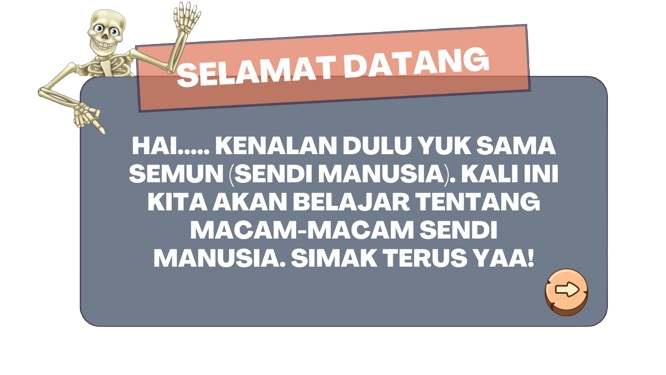 SELAMAT DATANG
HAI..... KENALAN DULU YUK SAMA
SEMUN (SENDI MANUSIA). KALI INI
KITA AKAN BELAJAR TENTANG
MACAM-MACAM SENDI
MANUSIA. SIMAK TERUS YAA!